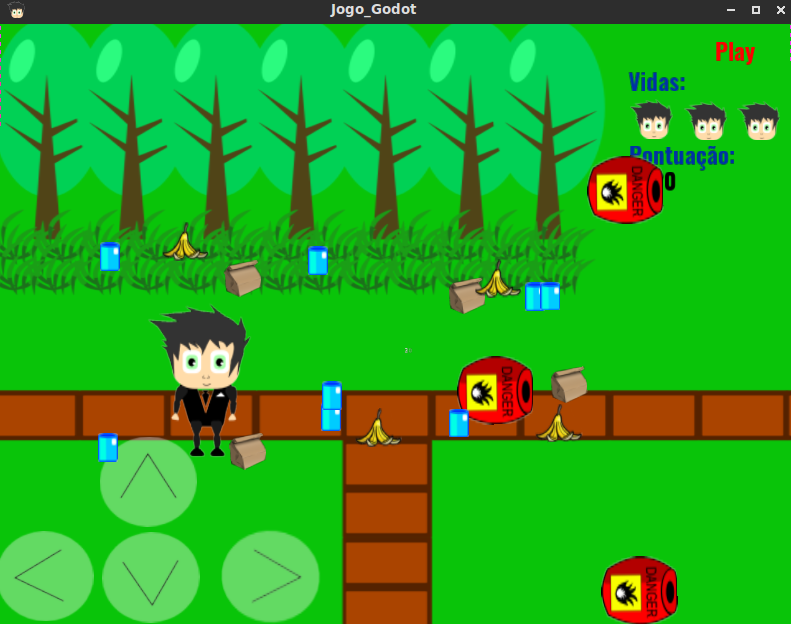 Jogo_Godot
Play
Vidas:
Pontuação:
0
DANGER
DANGER
DANGER